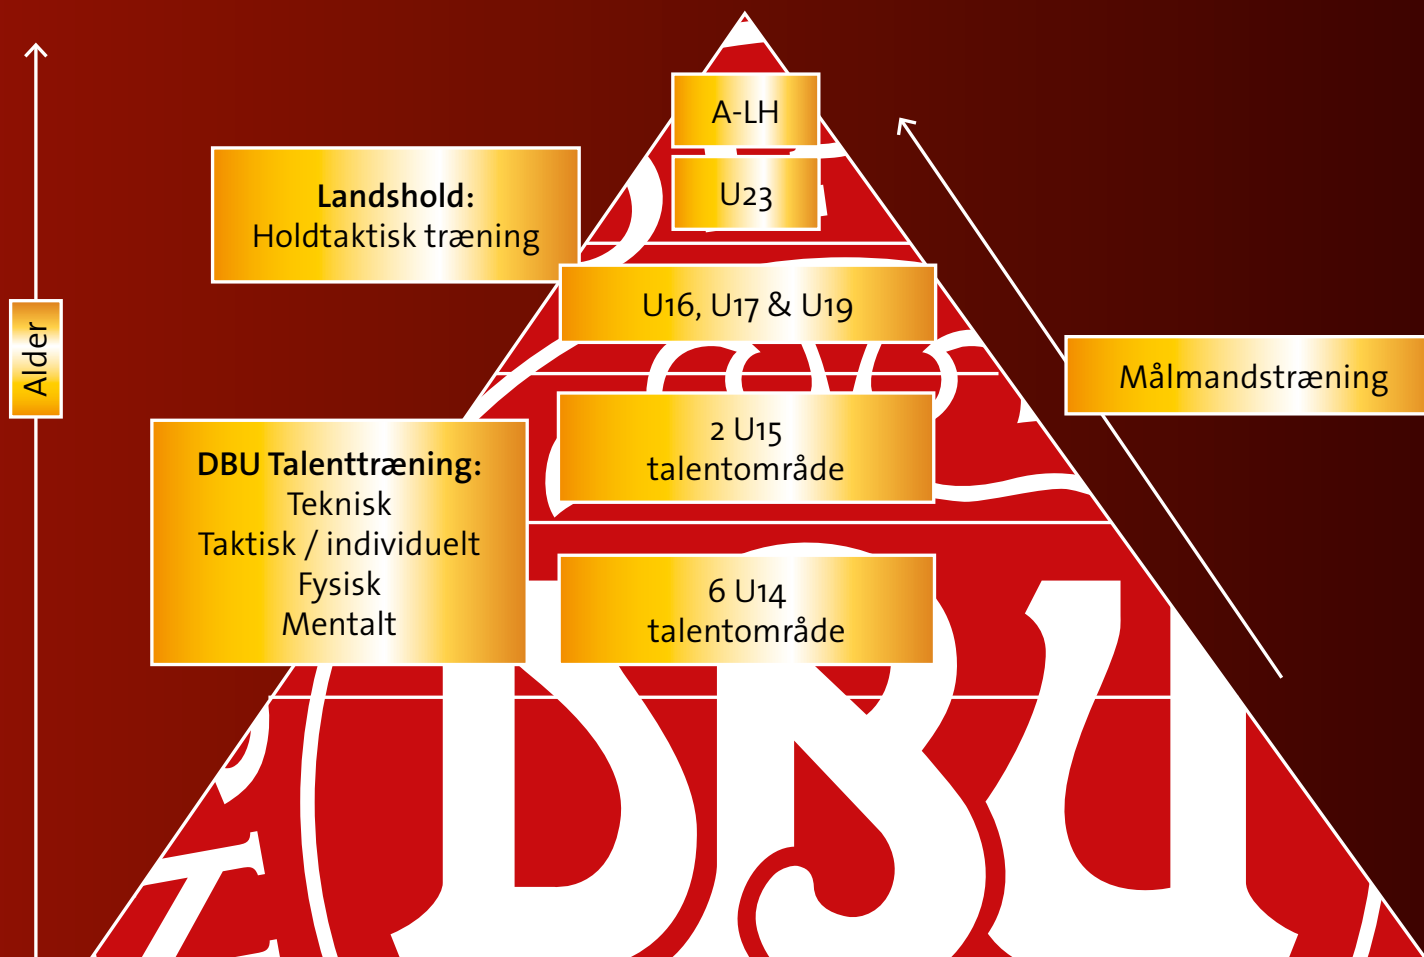 A-LH
U23
Landshold:
Holdtaktisk træning
U16, U17 & U19
Alder
Målmandstræning
2 U15
talentområde
DBU Talenttræning:
Teknisk
Taktisk / individuelt
Fysisk
Mentalt
6 U14
talentområde
DBU